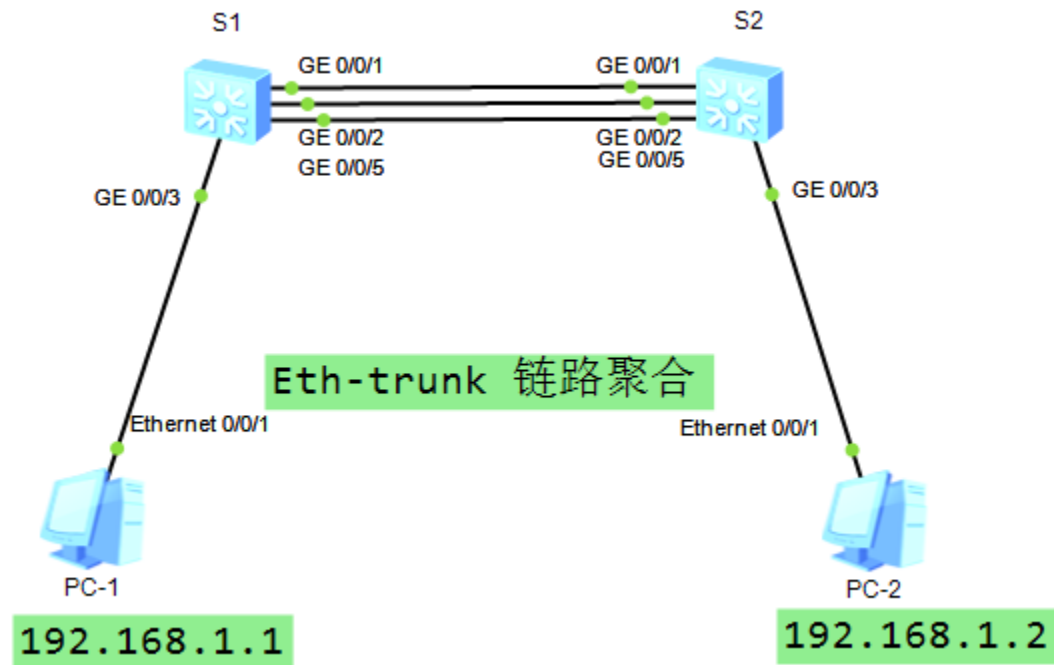 S1
S2
GE 0/0/1
GE 0/0/1
GE 0/0/2
GE 0/0/2
GE 0/0/5
GE 0/0/5
GE 0/0/3
GE 0/0/3
Eth-trunk 链路聚合
Ethernet 0/0/1
Ethernet 0/0/1
PC-1
PC-2
192.168.1.1
192.168.1.2